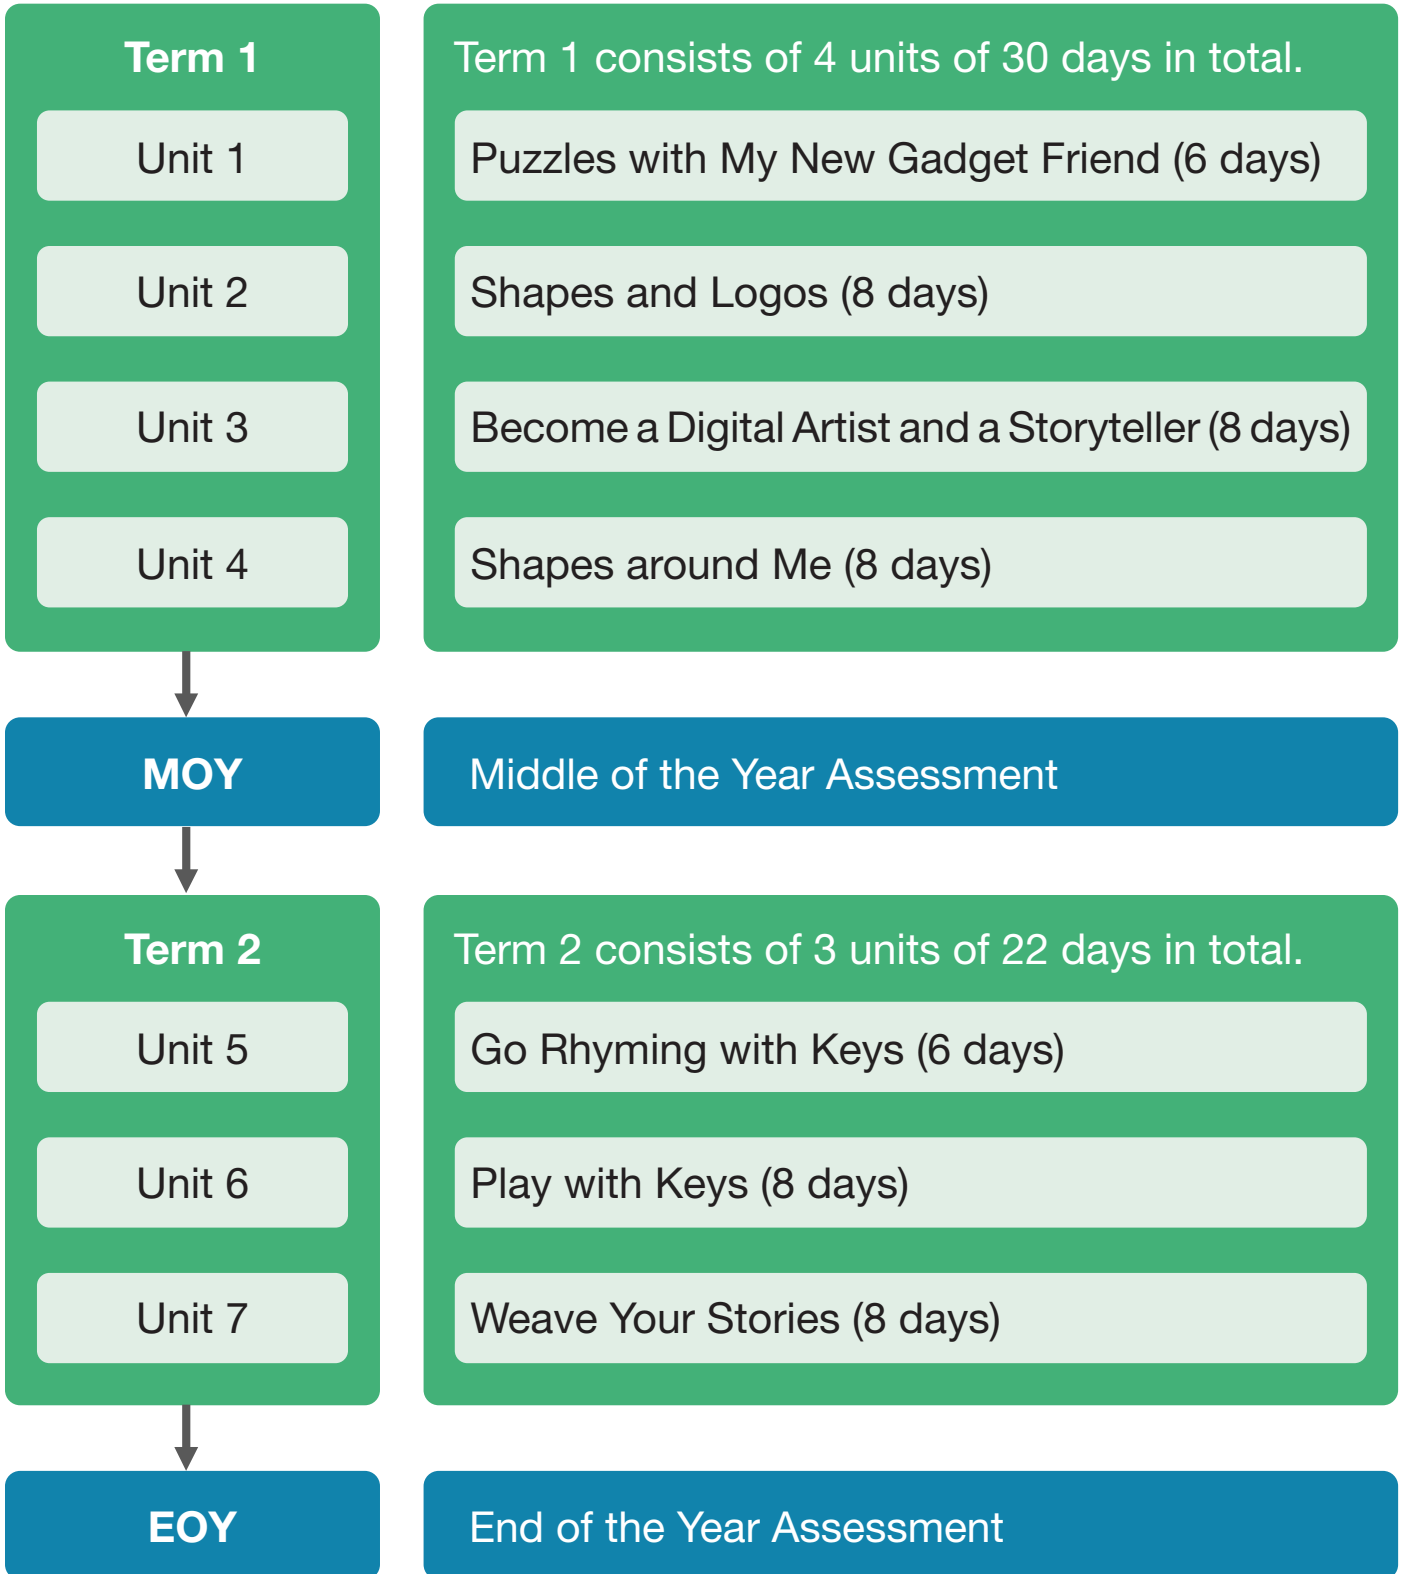 Term 1
Term 1 consists of 4 units of 30 days in total.
Unit 1
Puzzles with My New Gadget Friend (6 days)
Unit 2
Shapes and Logos (8 days)
Unit 3
Become a Digital Artist and a Storyteller (8 days)
Unit 4
Shapes around Me (8 days)
MOY
Middle of the Year Assessment
Term 2
Term 2 consists of 3 units of 22 days in total.
Unit 5
Go Rhyming with Keys (6 days)
Unit 6
Play with Keys (8 days)
Unit 7
Weave Your Stories (8 days)
EOY
End of the Year Assessment